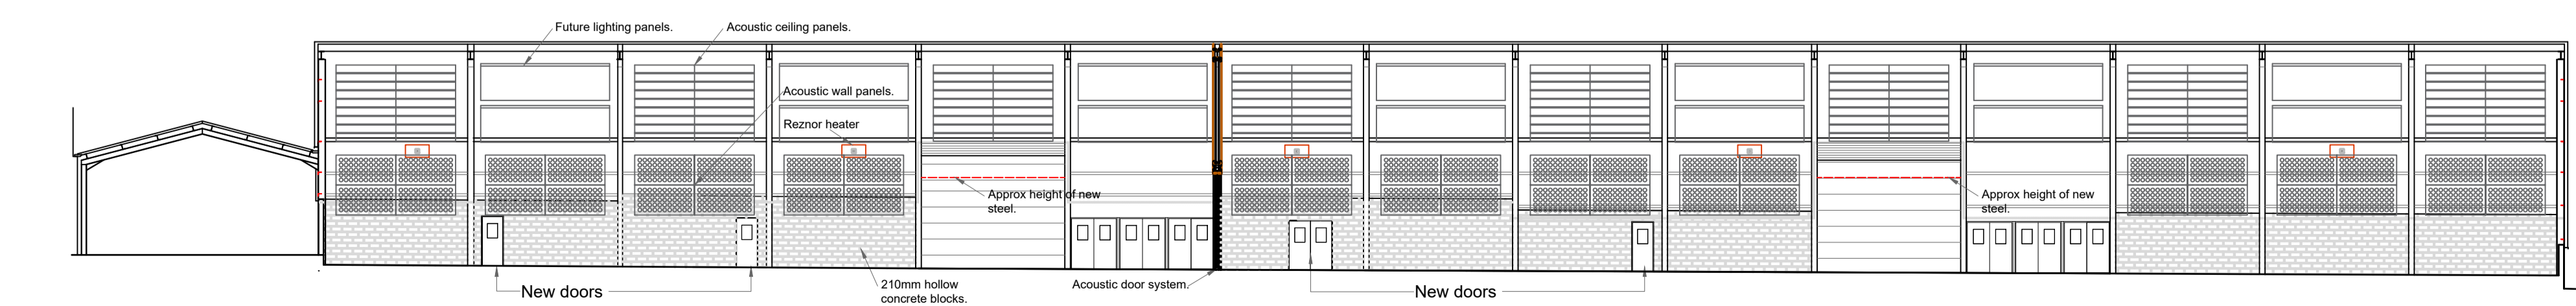 Future lighting panels.
Acoustic ceiling panels.
Acoustic wall panels.
Reznor heater
Approx height of new
steel.
Approx height of new
steel.
210mm hollow
concrete blocks.
Acoustic door system.
New doors
New doors